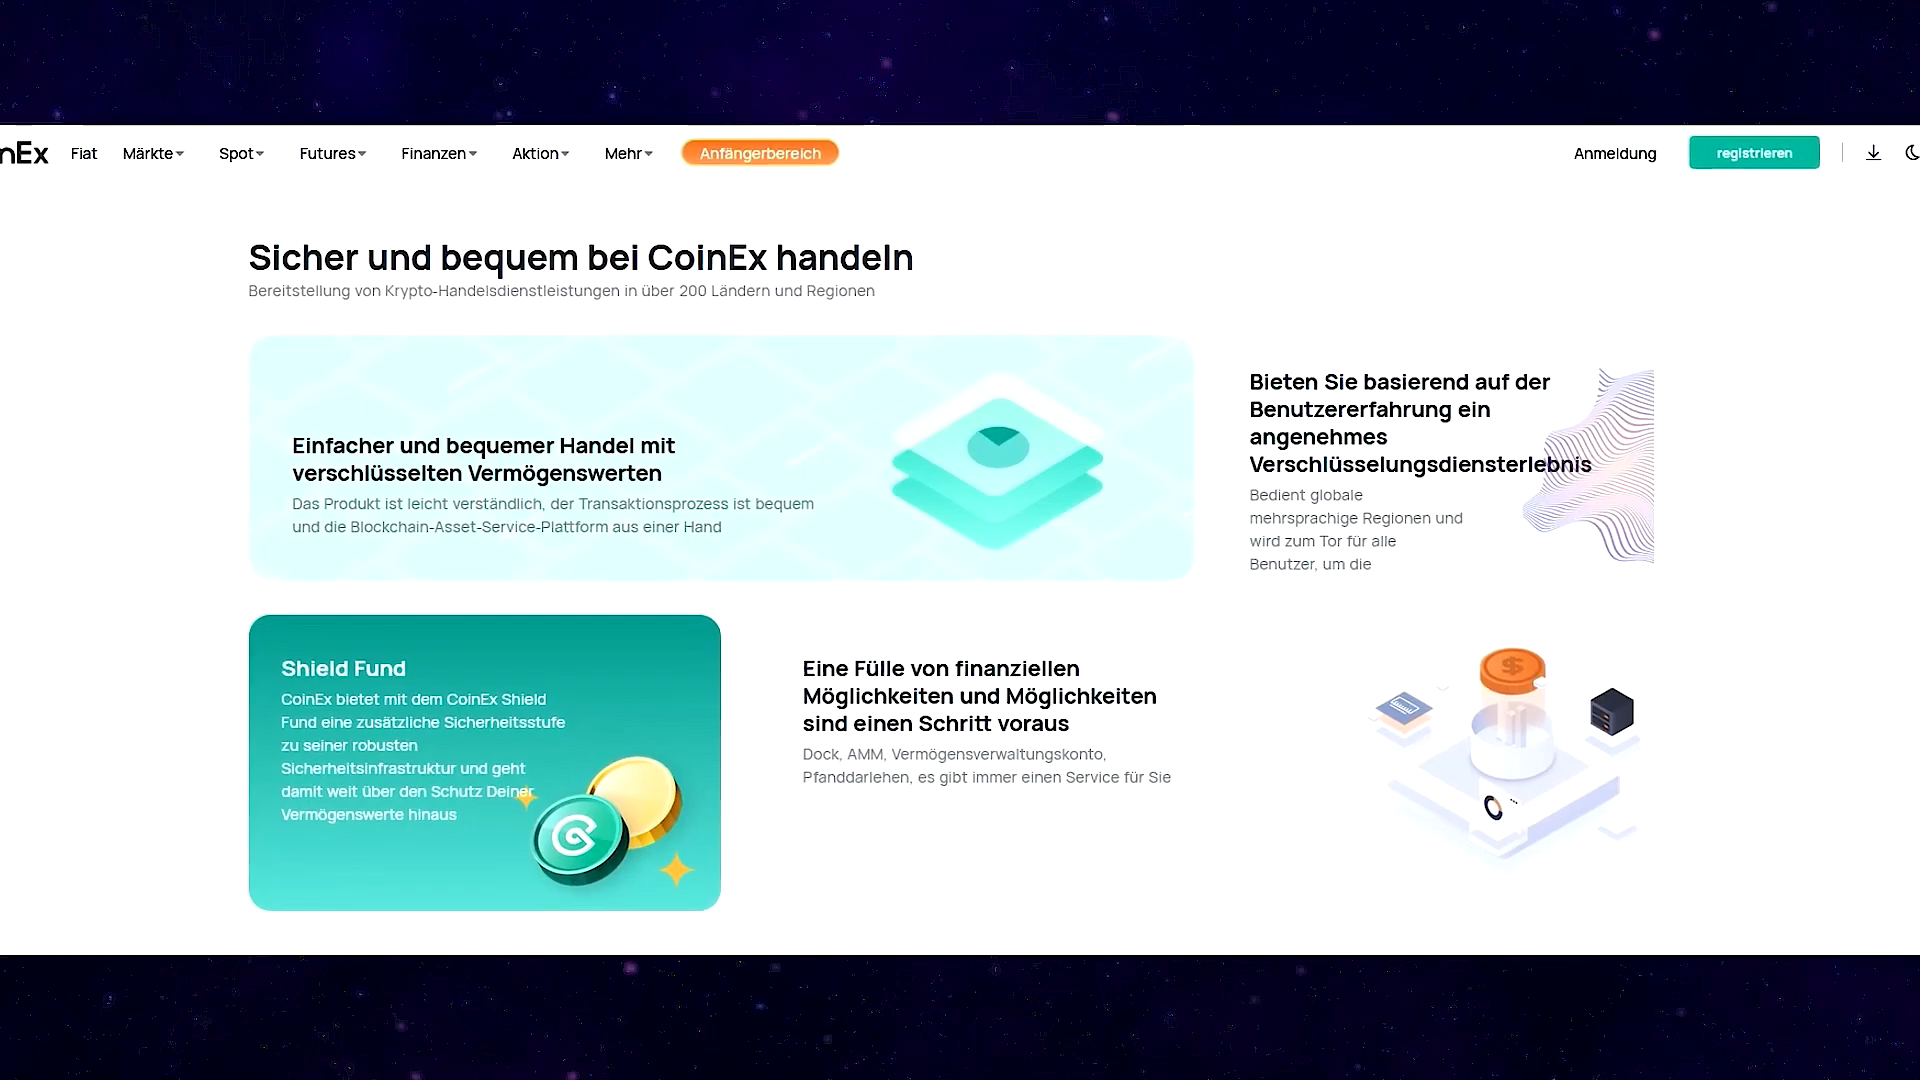 nEx Fiat Märkte Spot Futures Finanzen Aktion Mehr Anfängerbereich Anmeldung registrieren
Sicher und bequem bei CoinEx handeln
Bereitstellung von Krypto-Handelsdienstleistungen in über 200 Ländern und Regionen
Einfacher und bequemer Handel mit
verschlüsselten Vermögenswerten
Das Produkt ist leicht verständlich, der Transaktionsprozess ist bequem
und die Blockchain-Asset-Service-Plattform aus einer Hand
Bieten Sie basierend auf der
Benutzererfahrung ein
angenehmes
Verschlüsselungsdiensterlebnis
Bedient globale
mehrsprachige Regionen und
wird zum Tor für alle
Benutzer, um die
Shield Fund
CoinEx bietet mit dem CoinEx Shield
Fund eine zusätzliche Sicherheitsstufe
zu seiner robusten
Sicherheitsinfrastruktur und geht
damit weit über den Schutz Deiner
Vermögenswerte hinaus
Eine Fülle von finanziellen
Möglichkeiten und Möglichkeiten
sind einen Schritt voraus
Dock, AMM, Vermögensverwaltungskonto,
Pfanddarlehen, es gibt immer einen Service für Sie
$